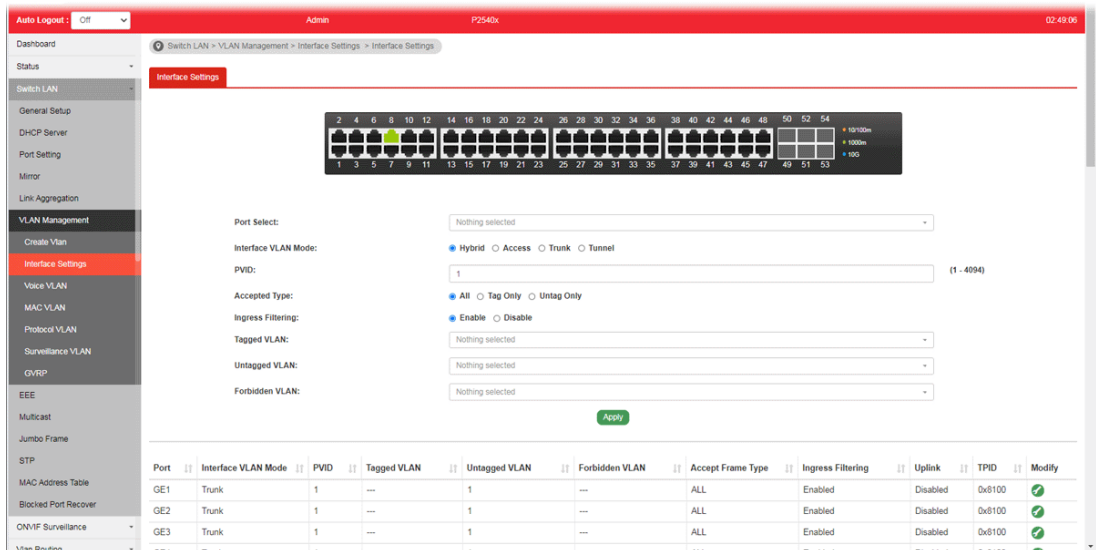 Auto Logout : Off Admin P2540x 02:49:06
Dashboard
Status
Switch LAN
General Setup
DHCP Server
Port Setting
Mirror
Link Aggregation
VLAN Management
Create Vlan
Interface Settings
Voice VLAN
MAC VLAN
Protocol VLAN
Surveillance VLAN
GVRP
EEE
Multicast
Jumbo Frame
STP
MAC Address Table
Blocked Port Recover
ONVIF Surveillance
Vlan Routing
Switch LAN > VLAN Management > Interface Settings > Interface Settings
Interface Settings
2 4 6 8 10 12 14 16 18 20 22 24 26 28 30 32 34 36 38 40 42 44 46 48 50 52 54
10/100m
1000m
10G
1 3 5 7 9 11 13 15 17 19 21 23 25 27 29 31 33 35 37 39 41 43 45 47 49 51 53
Port Select: Nothing selected
Interface VLAN Mode: Hybrid Access Trunk Tunnel
PVID: 1 (1 - 4094)
Accepted Type: All Tag Only Untag Only
Ingress Filtering: Enable Disable
Tagged VLAN: Nothing selected
Untagged VLAN: Nothing selected
Forbidden VLAN: Nothing selected
Apply
Port Interface VLAN Mode PVID Tagged VLAN Untagged VLAN Forbidden VLAN Accept Frame Type Ingress Filtering Uplink TPID Modify
GE1 Trunk 1 --- 1 --- ALL Enabled Disabled 0x8100
GE2 Trunk 1 --- 1 --- ALL Enabled Disabled 0x8100
GE3 Trunk 1 --- 1 --- ALL Enabled Disabled 0x8100